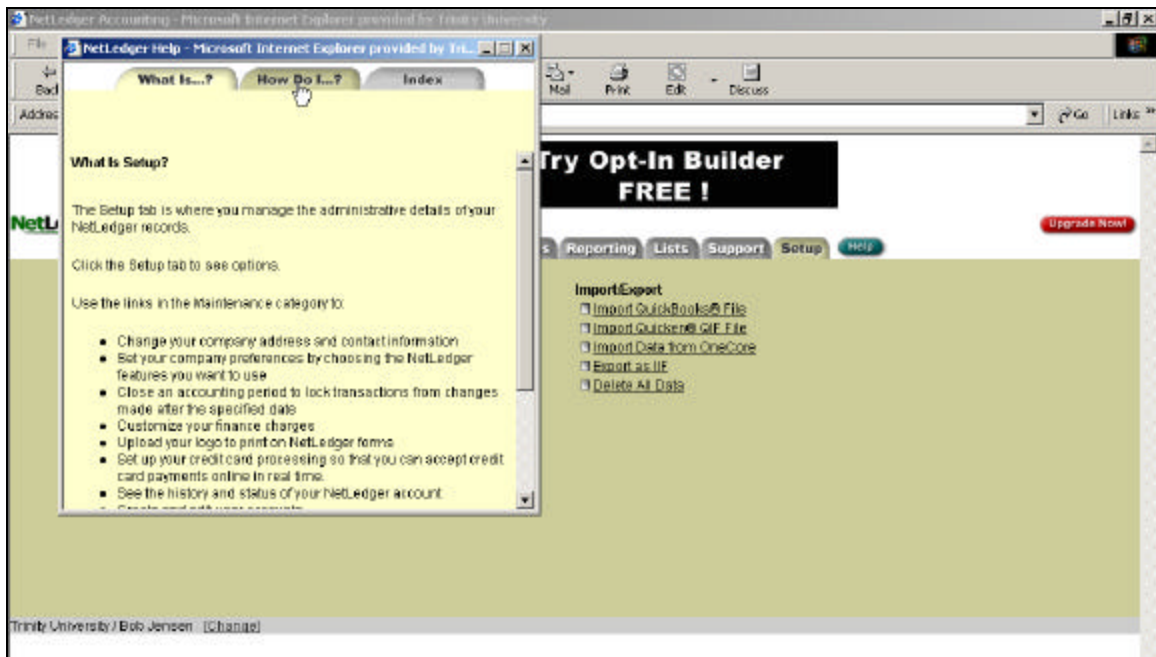 NetLedger Accounting - Microsoft Internet Explorer provided by Trinity University
File
NetLedger Help - Microsoft Internet Explorer provided by Tri...
What Is...? How Do I...? Index
Mail Print Edit Discuss
Go Links »
What Is Setup?
The Setup tab is where you manage the administrative details of your
NetLedger records.
Click the Setup tab to see options.
Use the links in the Maintenance category to:
Change your company address and contact information
Set your company preferences by choosing the NetLedger
features you want to use
Close an accounting period to lock transactions from changes
made after the specified date
Customize your finance charges
Upload your logo to print on NetLedger forms
Set up your credit card processing so that you can accept credit
card payments online in real time.
See the history and status of your NetLedger account
Try Opt-In Builder
FREE !
Upgrade Now!
Reporting Lists Support Setup Help
Import/Export
Import QuickBooks® File
Import Quicken® QIF File
Import Data from OneCore
Export as IIF
Delete All Data
Trinity University / Bob Jensen [Change]